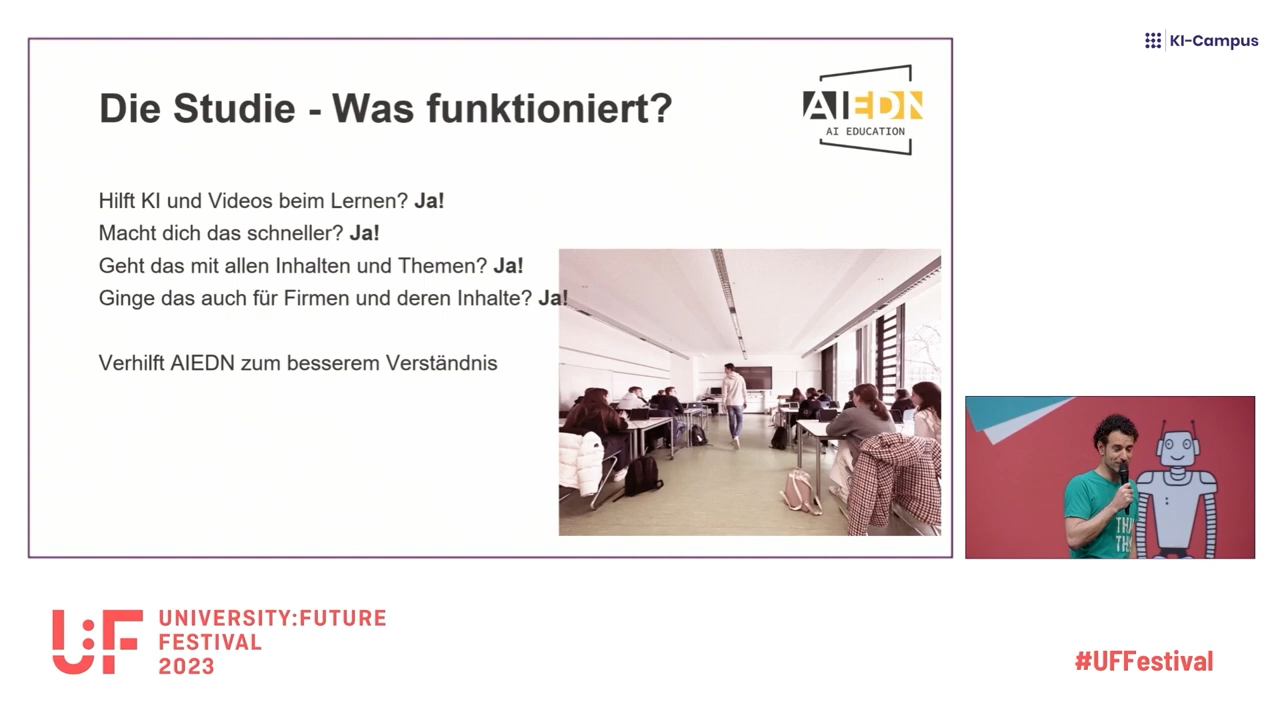 KI-Campus
Die Studie - Was funktioniert?
AIEDN
AI EDUCATION
Hilft KI und Videos beim Lernen? Ja!
Macht dich das schneller? Ja!
Geht das mit allen Inhalten und Themen? Ja!
Ginge das auch für Firmen und deren Inhalte? Ja!
Verhilft AIEDN zum besserem Verständnis
U:F
UNIVERSITY:FUTURE
FESTIVAL
2023
#UFFestival